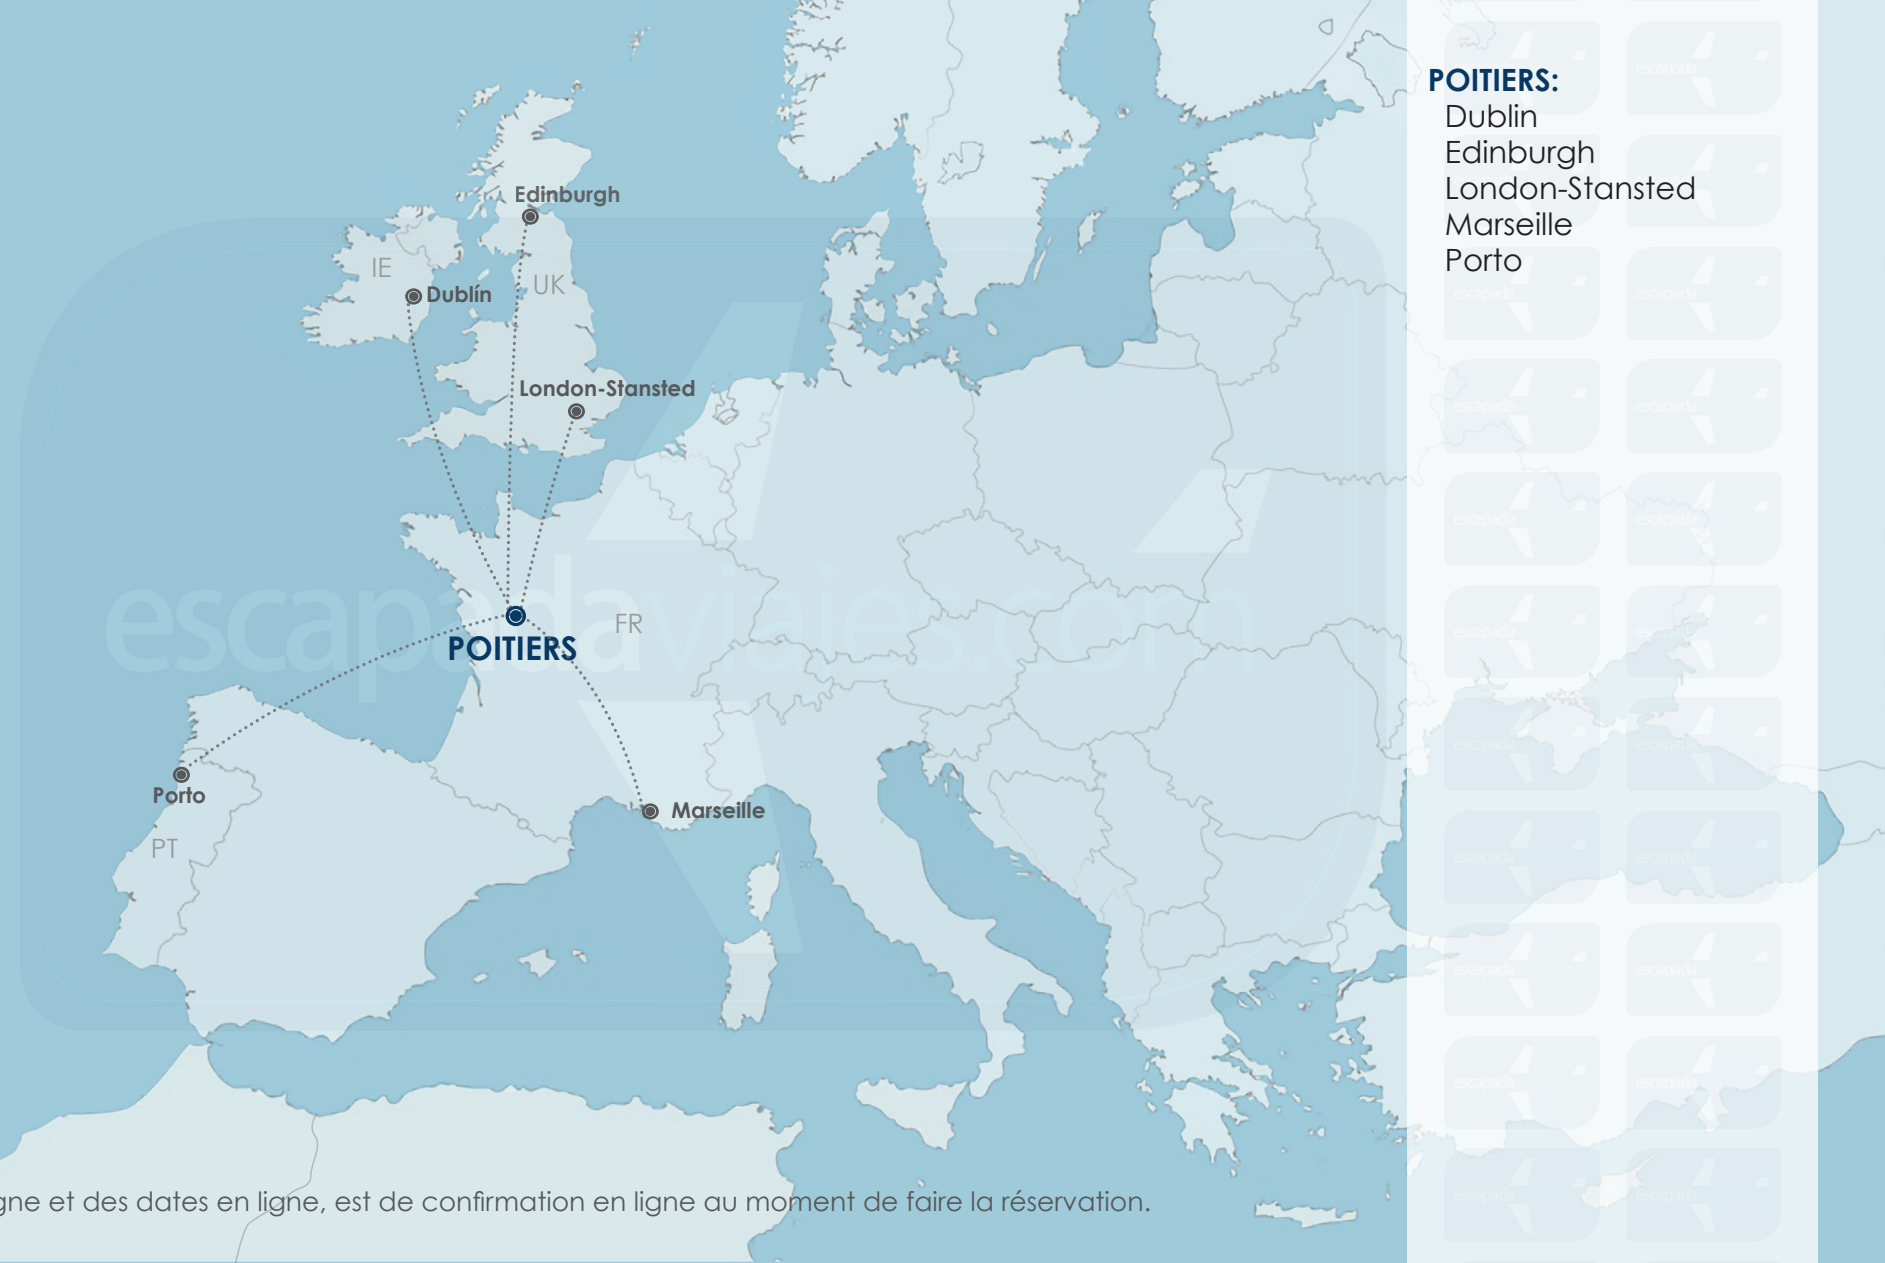 POITIERS:
Dublin
Edinburgh
London-Stansted
Marseille
Porto
Edinburgh
IE
UK
Dublín
London-Stansted
escapadaviajes.com
FR
POITIERS
Porto
Marseille
PT
gne et des dates en ligne, est de confirmation en ligne au moment de faire la réservation.